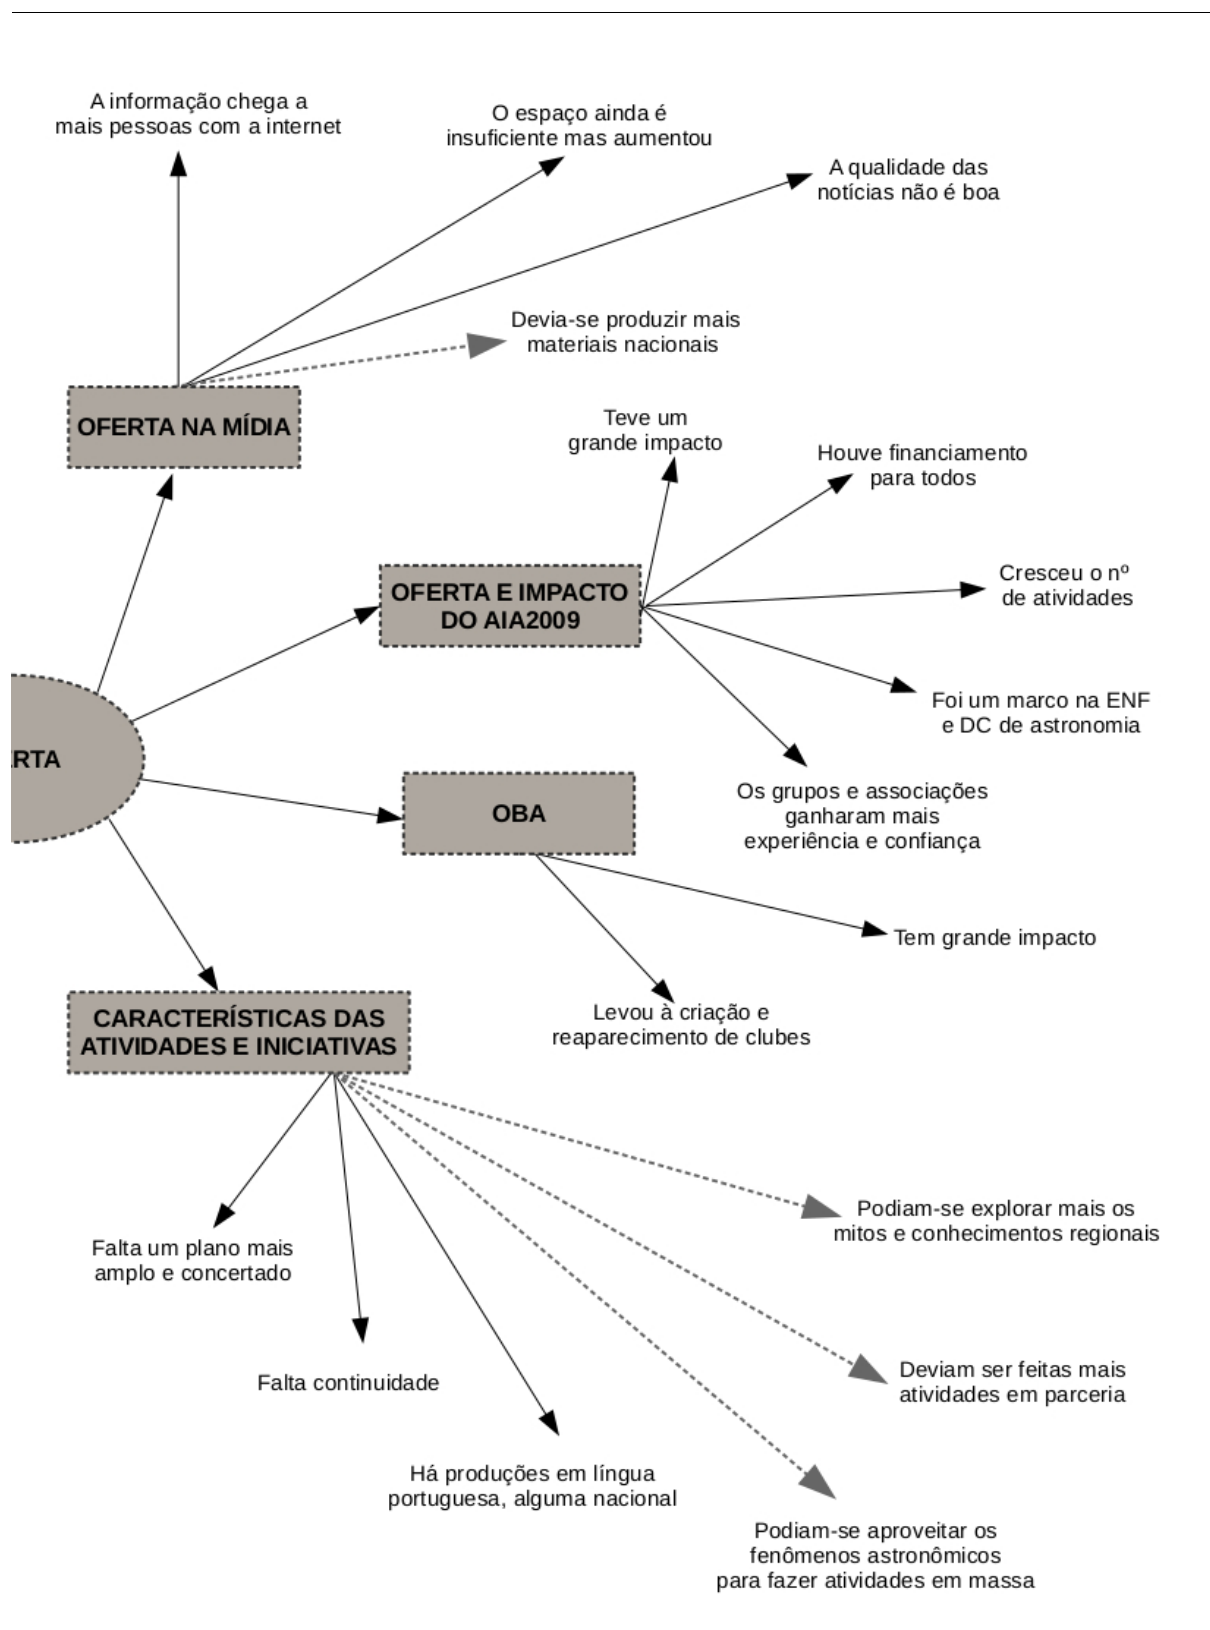 A informação chega a
mais pessoas com a internet
O espaço ainda é
insuficiente mas aumentou
A qualidade das
notícias não é boa
Devia-se produzir mais
materiais nacionais
OFERTA NA MÍDIA
Teve um
grande impacto
Houve financiamento
para todos
OFERTA E IMPACTO
DO AIA2009
Cresceu o nº
de atividades
Foi um marco na ENF
e DC de astronomia
ERTA
Os grupos e associações
ganharam mais
experiência e confiança
OBA
Tem grande impacto
Levou à criação e
reaparecimento de clubes
CARACTERÍSTICAS DAS
ATIVIDADES E INICIATIVAS
Podiam-se explorar mais os
mitos e conhecimentos regionais
Falta um plano mais
amplo e concertado
Falta continuidade
Deviam ser feitas mais
atividades em parceria
Há produções em língua
portuguesa, alguma nacional
Podiam-se aproveitar os
fenômenos astronômicos
para fazer atividades em massa